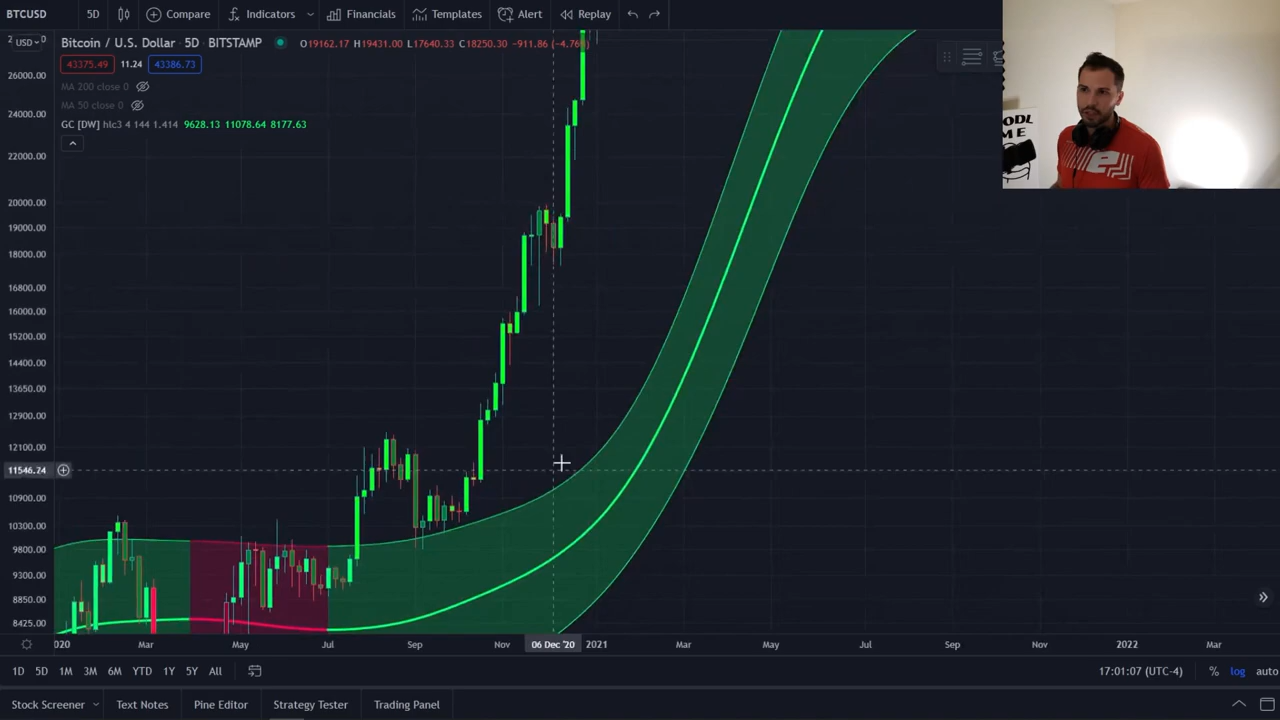 BTCUSD 5D Compare Indicators Financials Templates Alert Replay
USD
Bitcoin / U.S. Dollar · 5D · BITSTAMP O19162.17 H19431.00 L17640.33 C18250.30 -911.86
43375.49 11.24 43386.73
MA 200 close 0
MA 50 close 0
GC [DW] hlc3 4 144 1.414 9628.13 11078.64 8177.63
26000.00
24000.00
22000.00
20000.00
19000.00
18000.00
16800.00
16000.00
15200.00
14400.00
13650.00
12900.00
12100.00
11546.74
10900.00
10300.00
9800.00
9300.00
8850.00
8425.00
ME
Mar May Jul Sep Nov 06 Dec '20 2021 Mar May Jul Sep Nov 2022 Mar
1D 5D 1M 3M 6M YTD 1Y 5Y All 17:01:07 (UTC-4) % log auto
Stock Screener Text Notes Pine Editor Strategy Tester Trading Panel